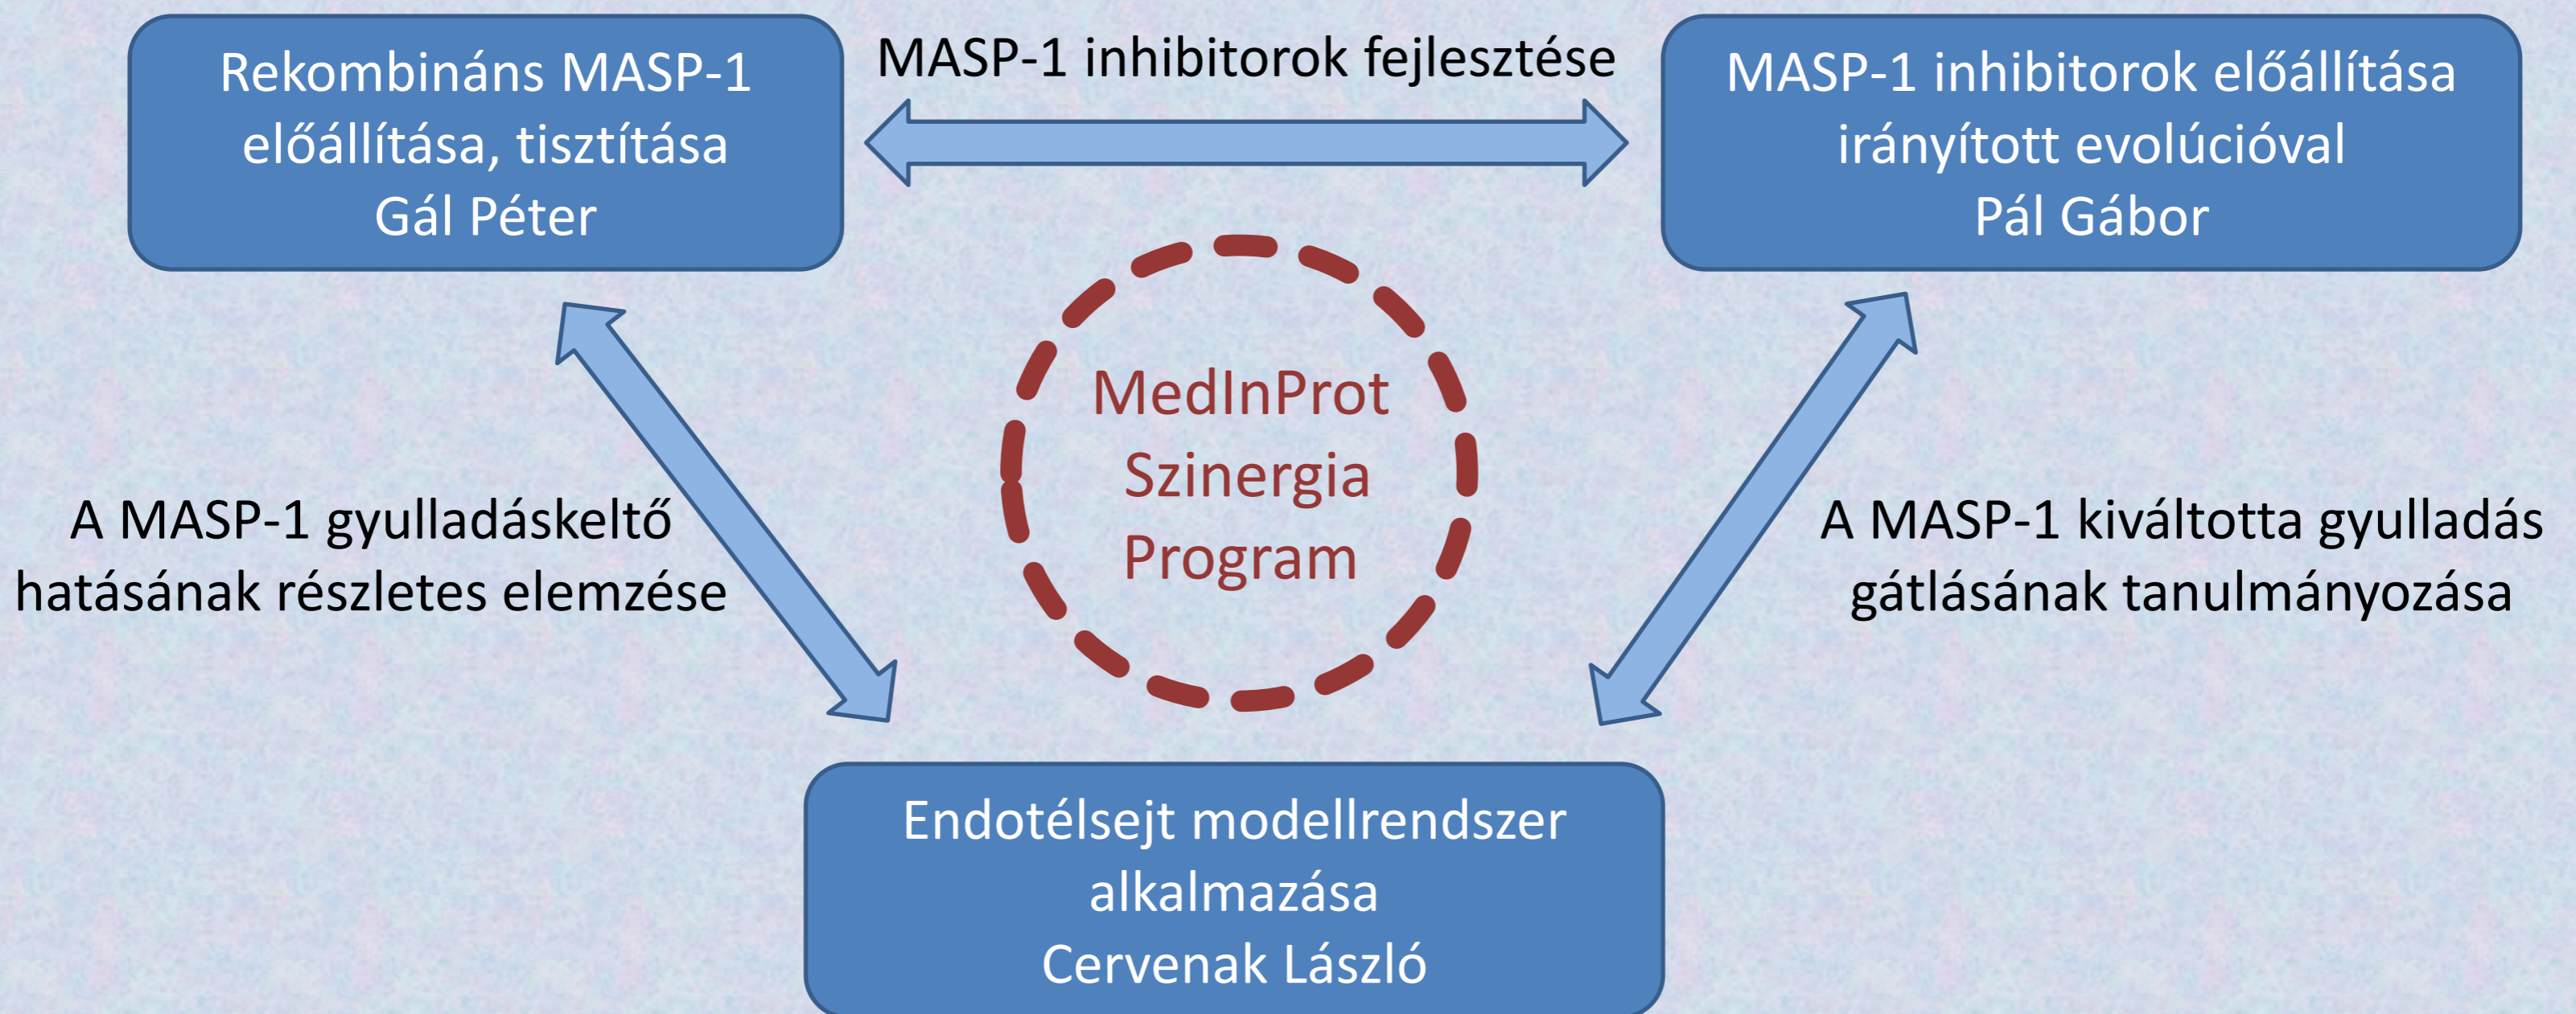 Rekombináns MASP-1
előállítása, tisztítása
Gál Péter
MASP-1 inhibitorok fejlesztése
MASP-1 inhibitorok előállítása
irányított evolúcióval
Pál Gábor
MedInProt
Szinergia
Program
A MASP-1 gyulladáskeltő
hatásának részletes elemzése
A MASP-1 kiváltotta gyulladás
gátlásának tanulmányozása
Endotélsejt modellrendszer
alkalmazása
Cervenak László